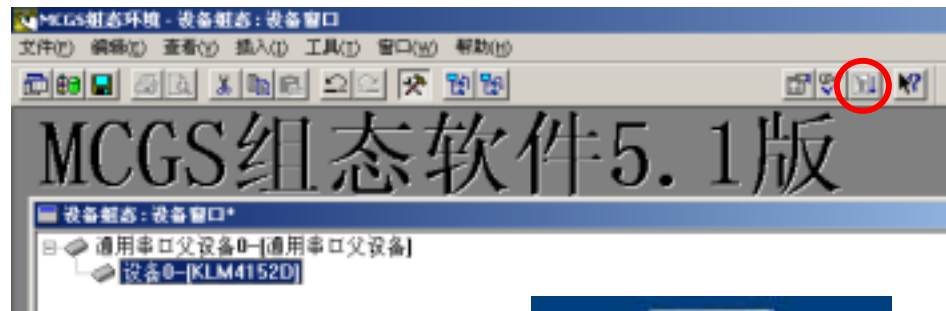 MCGS组态环境 - 设备组态 : 设备窗口
文件(F) 编辑(E) 查看(V) 插入(I) 工具(T) 窗口(W) 帮助(H)
MCGS组态软件5.1版
设备组态 : 设备窗口*
通用串口父设备0-[通用串口父设备]
设备0-[KLM4152D]